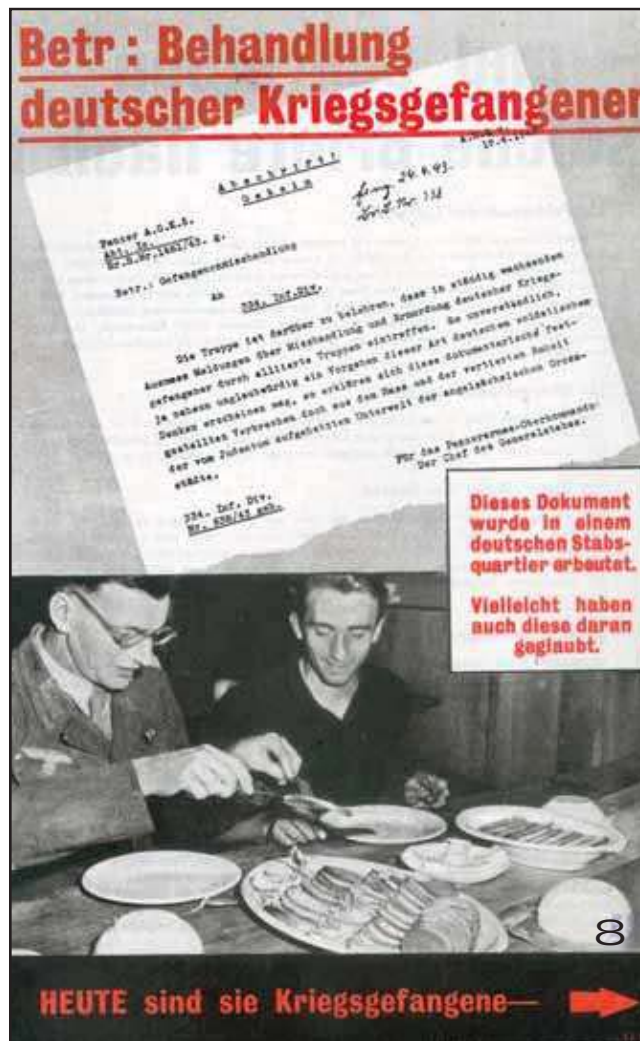 Betr: Behandlung
deutscher Kriegsgefangener
Abschrift!
Geheim
24.4.43.
Panzer A.O.K.5.
Abt. Ic.
Betr.: Gefangenenmisshandlung
An
334. Inf.Div.
Die Truppe ist darüber zu belehren, dass in ständig wachsendem
Ausmass Meldungen über Misshandlung und Ermordung deutscher Kriegs-
gefangener durch alliierte Truppen eintreffen. So unverständlich,
ja nahezu unglaubwürdig ein Vorgehen dieser Art deutschem soldatischem
Denken erscheinen mag, so erklären sich diese dokumentarisch fest-
gestellten Verbrechen doch aus dem Hass und der vertierten Roheit
der vom Judentum aufgehetzten Unterwelt der angelsächsischen Gross-
städte.
Für das Panzerarmee-Oberkommando
Der Chef des Generalstabes.
334. Inf. Div.
Dieses Dokument
wurde in einem
deutschen Stabs-
quartier erbeutet.
Vielleicht haben
auch diese daran
geglaubt.
8
HEUTE sind sie Kriegsgefangene—